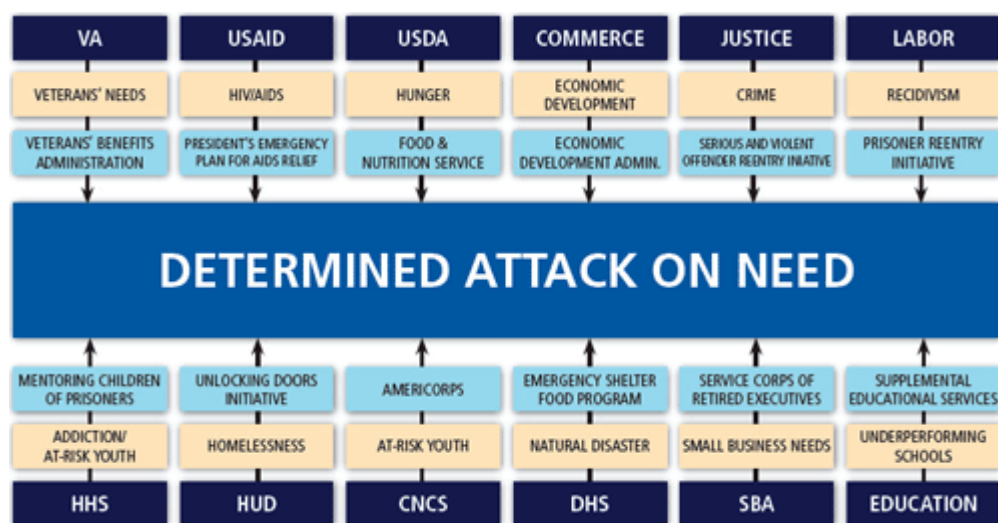 VA
USAID
USDA
COMMERCE
JUSTICE
LABOR
VETERANS' NEEDS
HIV/AIDS
HUNGER
ECONOMIC
DEVELOPMENT
CRIME
RECIDIVISM
VETERANS' BENEFITS
ADMINISTRATION
PRESIDENT'S EMERGENCY
PLAN FOR AIDS RELIEF
FOOD &
NUTRITION SERVICE
ECONOMIC
DEVELOPMENT ADMIN.
SERIOUS AND VIOLENT
OFFENDER REENTRY INIATIVE
PRISONER REENTRY
INITIATIVE
DETERMINED ATTACK ON NEED
MENTORING CHILDREN
OF PRISONERS
UNLOCKING DOORS
INITIATIVE
AMERICORPS
EMERGENCY SHELTER
FOOD PROGRAM
SERVICE CORPS OF
RETIRED EXECUTIVES
SUPPLEMENTAL
EDUCATIONAL SERVICES
ADDICTION/
AT-RISK YOUTH
HOMELESSNESS
AT-RISK YOUTH
NATURAL DISASTER
SMALL BUSINESS NEEDS
UNDERPERFORMING
SCHOOLS
HHS
HUD
CNCS
DHS
SBA
EDUCATION